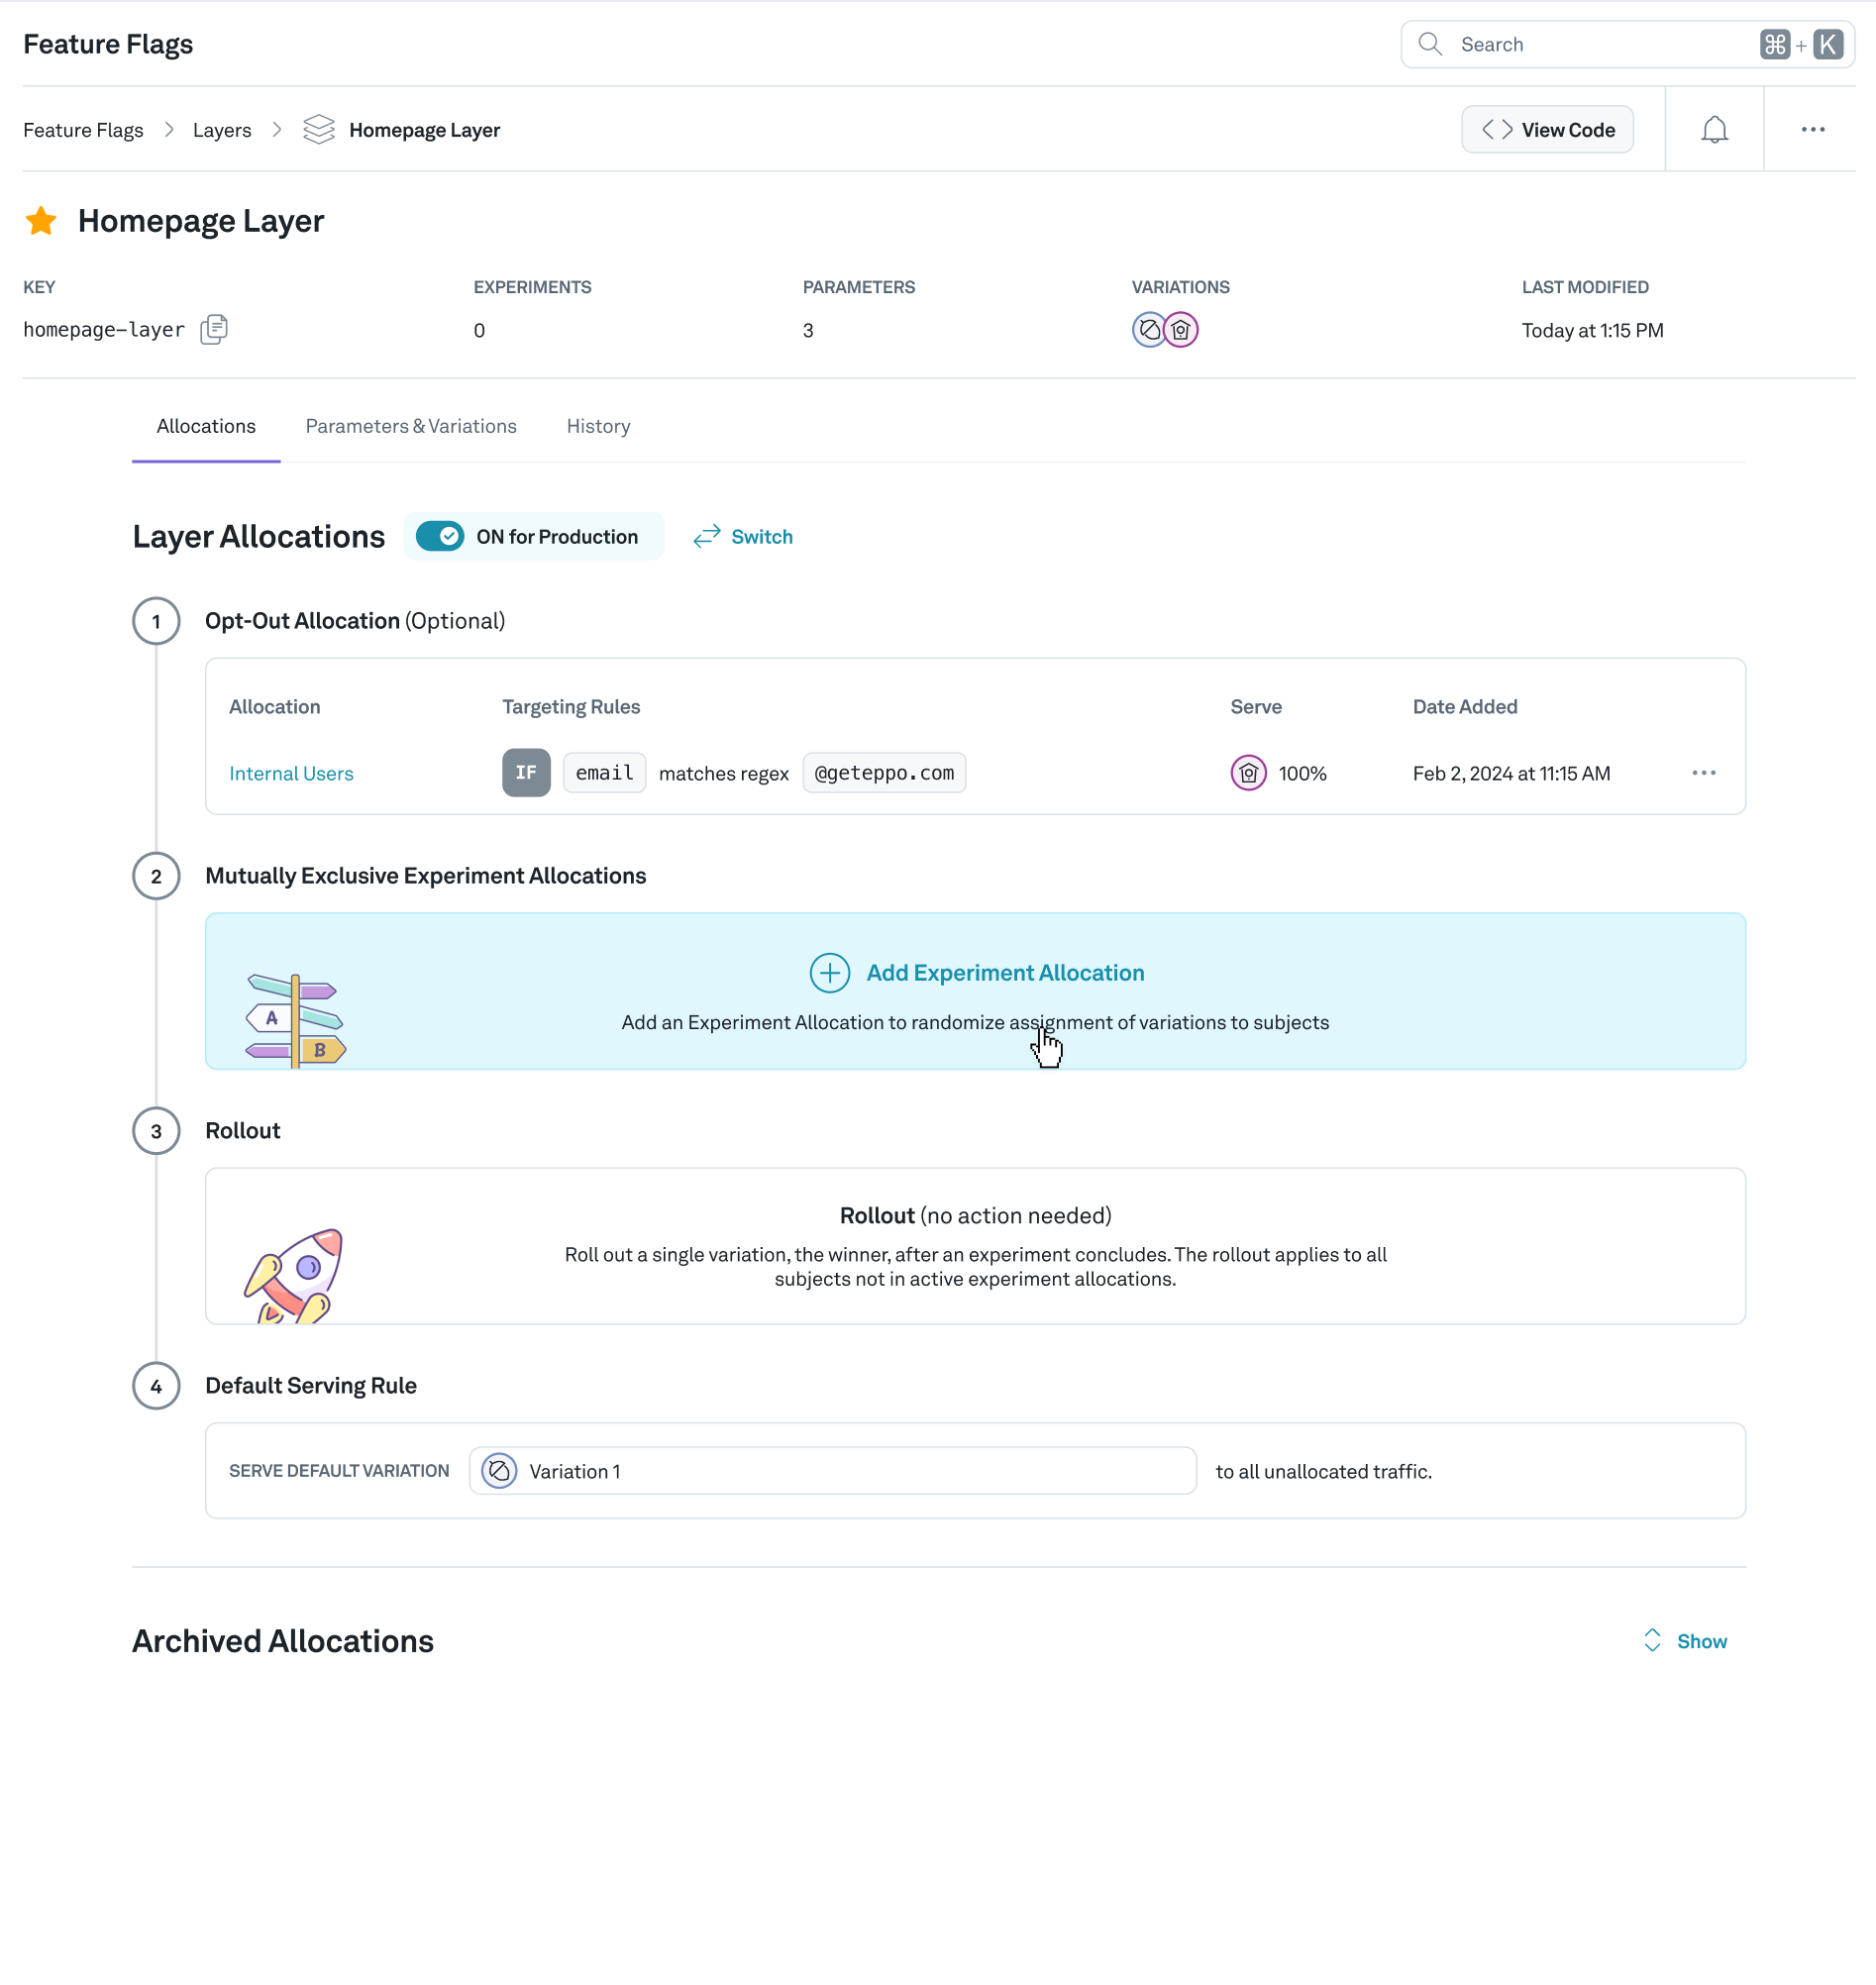 Feature Flags
Search
⌘ + K
Feature Flags > Layers > Homepage Layer
<> View Code
Homepage Layer
KEY EXPERIMENTS PARAMETERS VARIATIONS LAST MODIFIED
homepage-layer 0 3 Today at 1:15 PM
Allocations Parameters & Variations History
Layer Allocations ON for Production Switch
1 Opt-Out Allocation (Optional)
Allocation Targeting Rules Serve Date Added
Internal Users IF email matches regex @geteppo.com 100% Feb 2, 2024 at 11:15 AM
2 Mutually Exclusive Experiment Allocations
Add Experiment Allocation
Add an Experiment Allocation to randomize assignment of variations to subjects
A
B
3 Rollout
Rollout (no action needed)
Roll out a single variation, the winner, after an experiment concludes. The rollout applies to all
subjects not in active experiment allocations.
4 Default Serving Rule
SERVE DEFAULT VARIATION Variation 1 to all unallocated traffic.
Archived Allocations Show